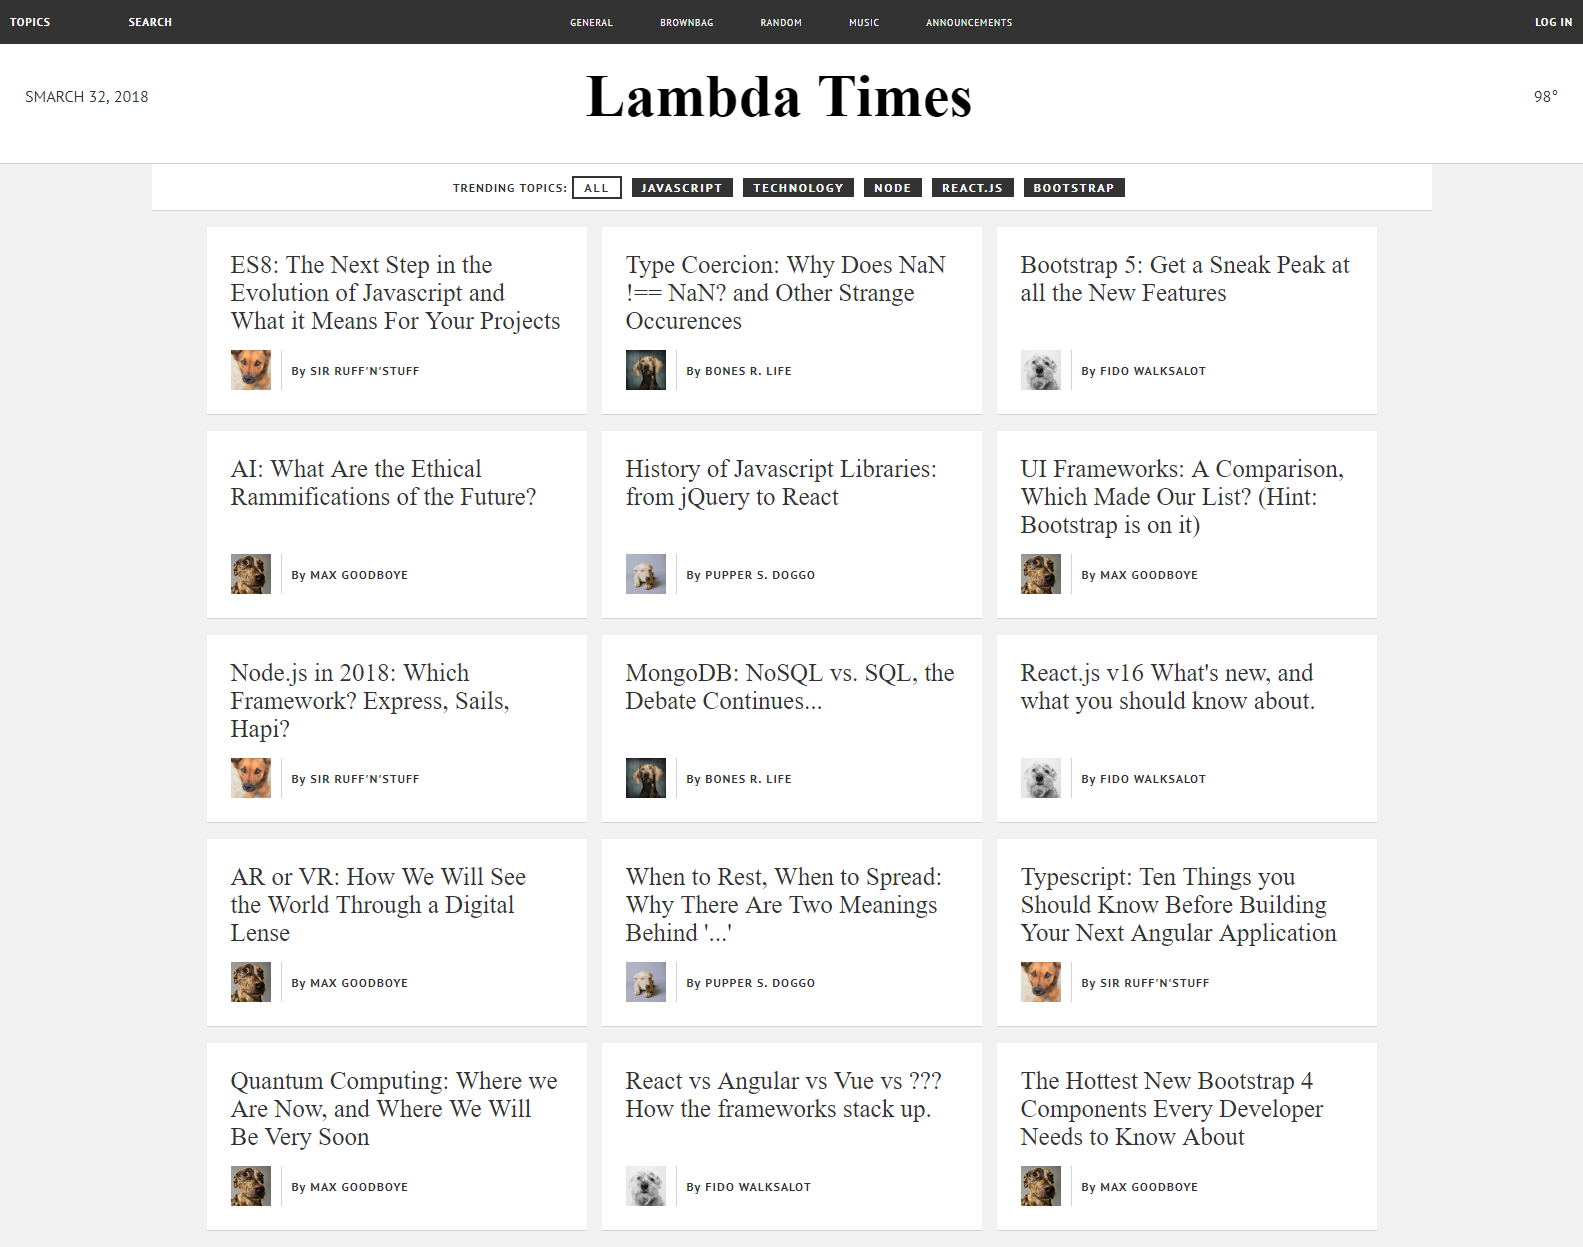 TOPICS SEARCH GENERAL BROWNBAG RANDOM MUSIC ANNOUNCEMENTS LOG IN
SMARCH 32, 2018 Lambda Times 98°
TRENDING TOPICS: ALL JAVASCRIPT TECHNOLOGY NODE REACT.JS BOOTSTRAP
ES8: The Next Step in the
Evolution of Javascript and
What it Means For Your Projects
By SIR RUFF'N'STUFF
Type Coercion: Why Does NaN
!== NaN? and Other Strange
Occurences
By BONES R. LIFE
Bootstrap 5: Get a Sneak Peak at
all the New Features
By FIDO WALKSALOT
AI: What Are the Ethical
Rammifications of the Future?
By MAX GOODBOYE
History of Javascript Libraries:
from jQuery to React
By PUPPER S. DOGGO
UI Frameworks: A Comparison,
Which Made Our List? (Hint:
Bootstrap is on it)
By MAX GOODBOYE
Node.js in 2018: Which
Framework? Express, Sails,
Hapi?
By SIR RUFF'N'STUFF
MongoDB: NoSQL vs. SQL, the
Debate Continues...
By BONES R. LIFE
React.js v16 What's new, and
what you should know about.
By FIDO WALKSALOT
AR or VR: How We Will See
the World Through a Digital
Lense
By MAX GOODBOYE
When to Rest, When to Spread:
Why There Are Two Meanings
Behind '...'
By PUPPER S. DOGGO
Typescript: Ten Things you
Should Know Before Building
Your Next Angular Application
By SIR RUFF'N'STUFF
Quantum Computing: Where we
Are Now, and Where We Will
Be Very Soon
By MAX GOODBOYE
React vs Angular vs Vue vs ???
How the frameworks stack up.
By FIDO WALKSALOT
The Hottest New Bootstrap 4
Components Every Developer
Needs to Know About
By MAX GOODBOYE